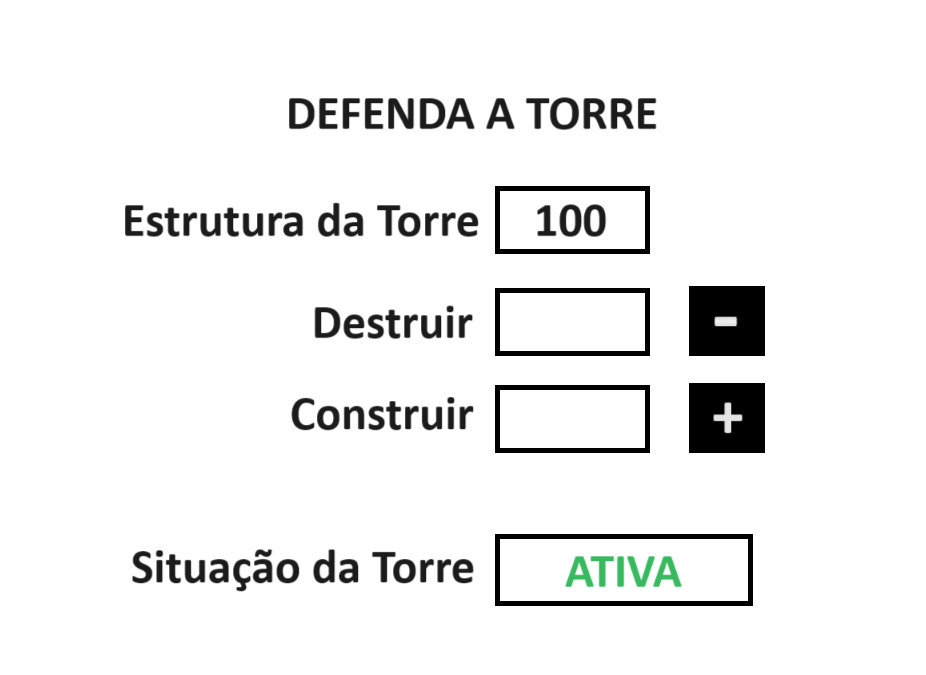 DEFENDA A TORRE
Estrutura da Torre 100
Destruir -
Construir +
Situação da Torre ATIVA